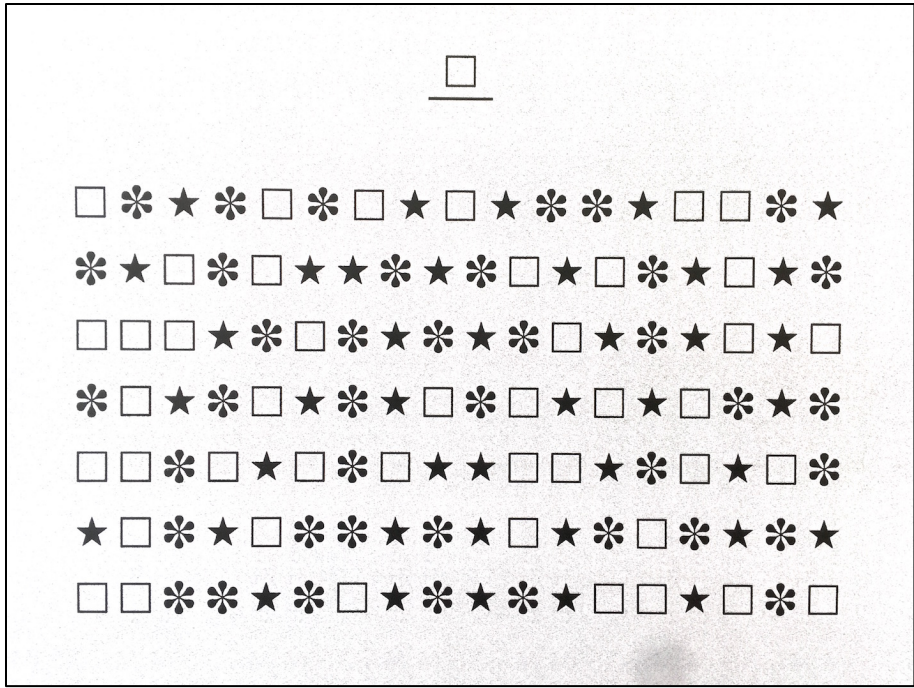 □
□ ✽ ★ ✽ □ ✽ □ ★ □ ★ ✽ ✽ ★ □ □ ✽ ★
✽ ★ □ ✽ □ ★ ★ ✽ ★ ✽ □ ★ □ ✽ ★ □ ★ ✽
□ □ □ ★ ✽ □ ✽ ★ ✽ ★ ✽ □ ★ ✽ ★ □ ★ □
✽ □ ★ ✽ □ ★ ✽ ★ □ ✽ □ ★ □ ★ □ ✽ ★ ✽
□ □ ✽ □ ★ □ ✽ □ ★ ★ □ □ ★ ✽ □ ★ □ ✽
★ □ ✽ ★ □ ✽ ✽ ★ ✽ ★ □ ★ ✽ □ ✽ ★ ✽ ★
□ □ ✽ ✽ ★ ✽ □ ★ ✽ ★ ✽ ★ □ □ ★ □ ✽ □